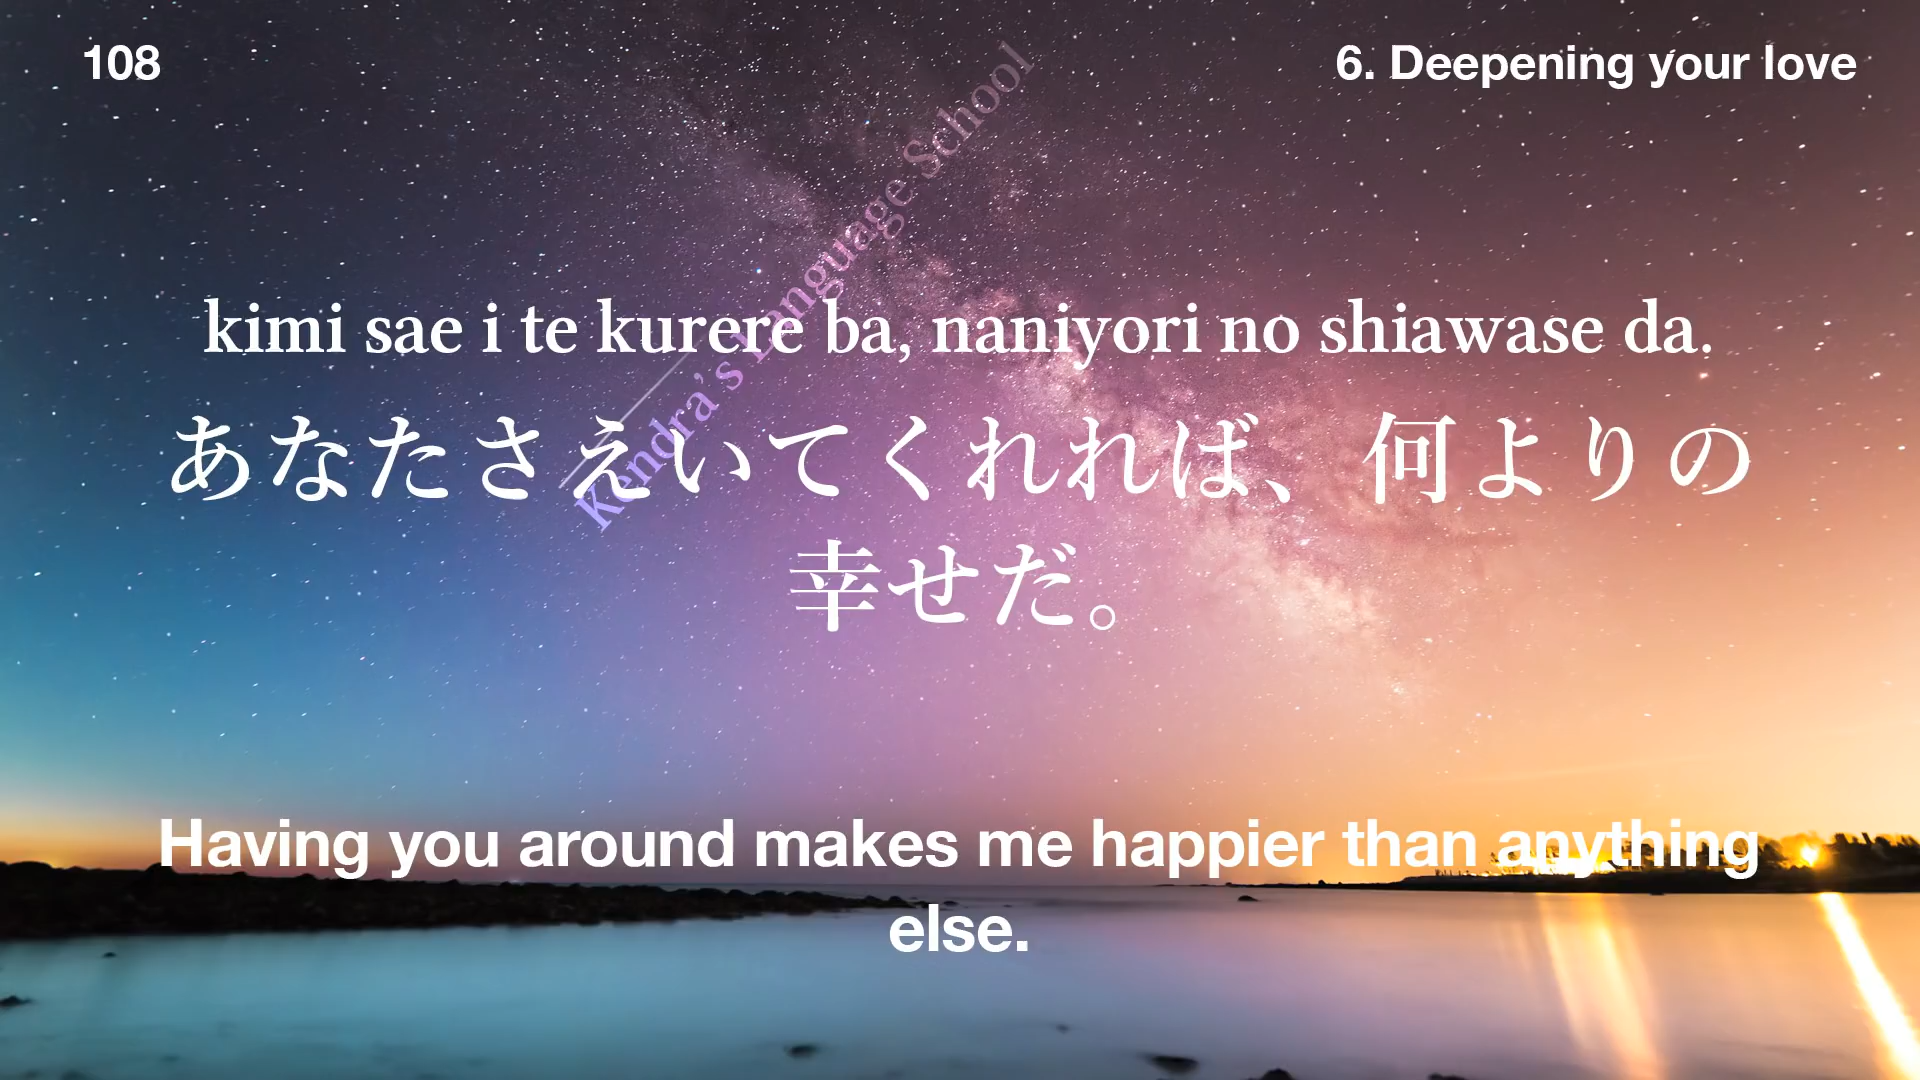 108
6. Deepening your love
Kendra's Language School
kimi sae i te kurere ba, naniyori no shiawase da.
あなたさえいてくれれば、何よりの
幸せだ。
Having you around makes me happier than anything
else.